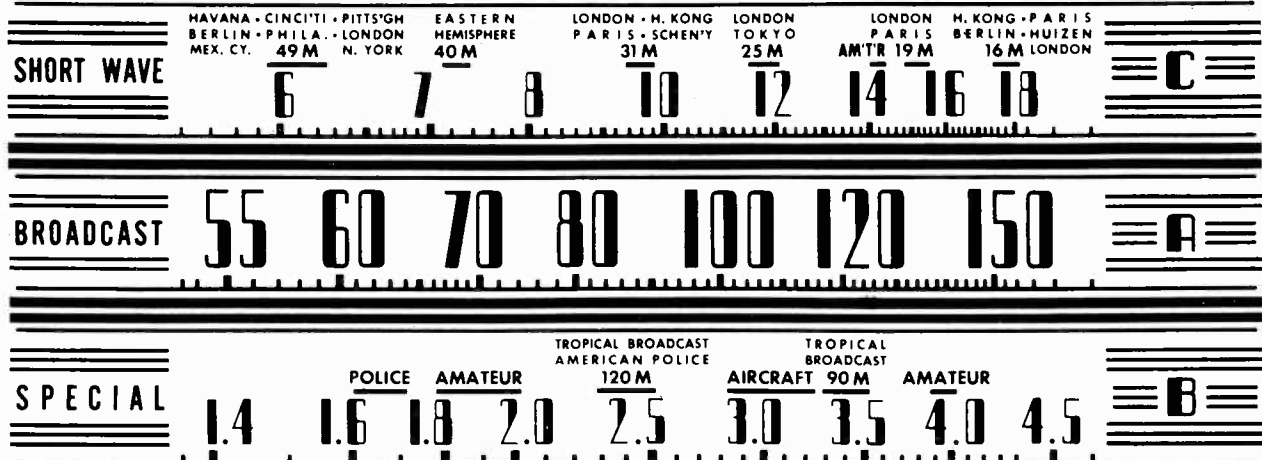 HAVANA • CINCI'TI • PITTS'GH EASTERN LONDON • H. KONG LONDON LONDON H. KONG • PARIS
BERLIN • PHILA. • LONDON HEMISPHERE PARIS • SCHEN'Y TOKYO PARIS BERLIN • HUIZEN
MEX. CY. 49 M N. YORK 40 M 31 M 25 M AM'T'R 19 M 16 M LONDON
SHORT WAVE 6 7 8 10 12 14 16 18 C
BROADCAST 55 60 70 80 100 120 150 A
TROPICAL BROADCAST TROPICAL
AMERICAN POLICE BROADCAST
POLICE AMATEUR 120 M AIRCRAFT 90 M AMATEUR
SPECIAL 1.4 1.6 1.8 2.0 2.5 3.0 3.5 4.0 4.5 B